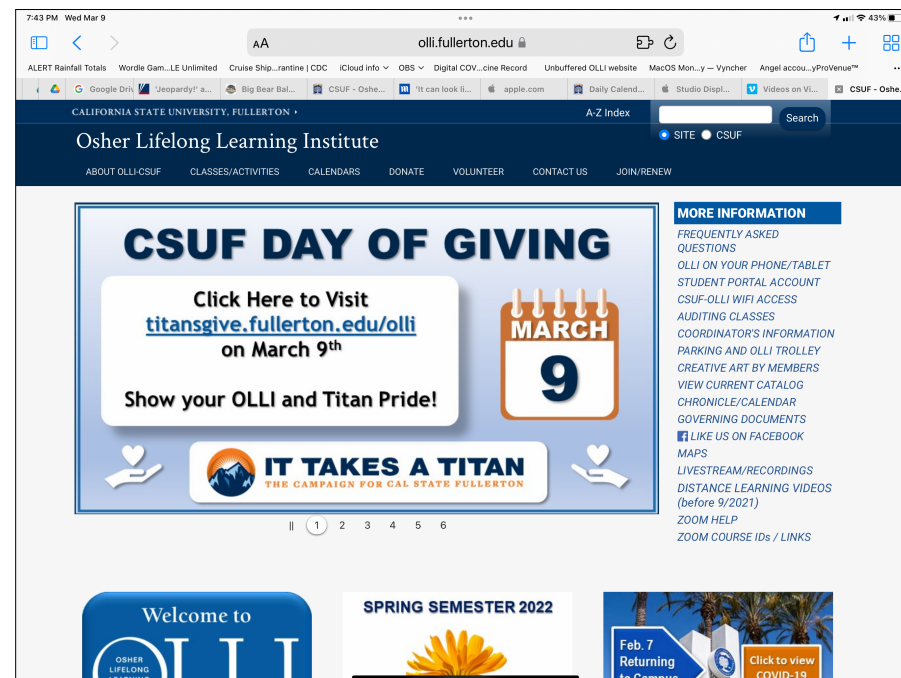 7:43 PM Wed Mar 9
43%
AA
olli.fullerton.edu
ALERT Rainfall Totals Wordle Gam...LE Unlimited Cruise Ship...rantine | CDC iCloud info OBS Digital COV...cine Record Unbuffered OLLI website MacOS Mon...y — Vyncher Angel accou...yProVenue™
Google Driv 'Jeopardy!' a... Big Bear Bal... CSUF - Oshe... 'It can look li... apple.com Daily Calend... Studio Displ... Videos on Vi... CSUF - Oshe
CALIFORNIA STATE UNIVERSITY, FULLERTON
A-Z Index
Search
SITE CSUF
Osher Lifelong Learning Institute
ABOUT OLLI-CSUF CLASSES/ACTIVITIES CALENDARS DONATE VOLUNTEER CONTACT US JOIN/RENEW
CSUF DAY OF GIVING
Click Here to Visit
titansgive.fullerton.edu/olli
on March 9th
Show your OLLI and Titan Pride!
MARCH
9
IT TAKES A TITAN
THE CAMPAIGN FOR CAL STATE FULLERTON
|| 1 2 3 4 5 6
MORE INFORMATION
FREQUENTLY ASKED
QUESTIONS
OLLI ON YOUR PHONE/TABLET
STUDENT PORTAL ACCOUNT
CSUF-OLLI WIFI ACCESS
AUDITING CLASSES
COORDINATOR'S INFORMATION
PARKING AND OLLI TROLLEY
CREATIVE ART BY MEMBERS
VIEW CURRENT CATALOG
CHRONICLE/CALENDAR
GOVERNING DOCUMENTS
LIKE US ON FACEBOOK
MAPS
LIVESTREAM/RECORDINGS
DISTANCE LEARNING VIDEOS
(before 9/2021)
ZOOM HELP
ZOOM COURSE IDs / LINKS
Welcome to
OLLI
OSHER
LIFELONG
SPRING SEMESTER 2022
Feb. 7
Returning
to Campus
Click to view
COVID-19